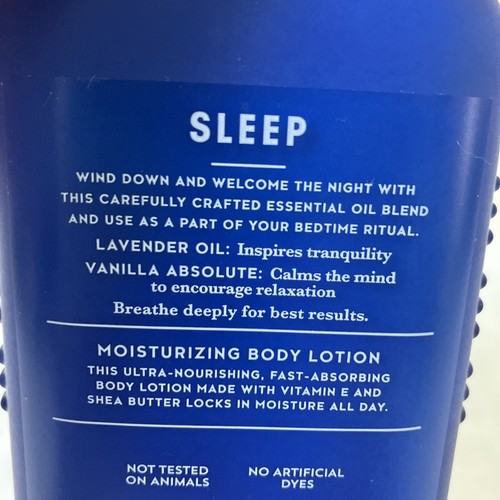 SLEEP
WIND DOWN AND WELCOME THE NIGHT WITH
THIS CAREFULLY CRAFTED ESSENTIAL OIL BLEND
AND USE AS A PART OF YOUR BEDTIME RITUAL.
LAVENDER OIL: Inspires tranquility
VANILLA ABSOLUTE: Calms the mind
to encourage relaxation
Breathe deeply for best results.
MOISTURIZING BODY LOTION
THIS ULTRA-NOURISHING, FAST-ABSORBING
BODY LOTION MADE WITH VITAMIN E AND
SHEA BUTTER LOCKS IN MOISTURE ALL DAY.
NOT TESTED
ON ANIMALS
NO ARTIFICIAL
DYES